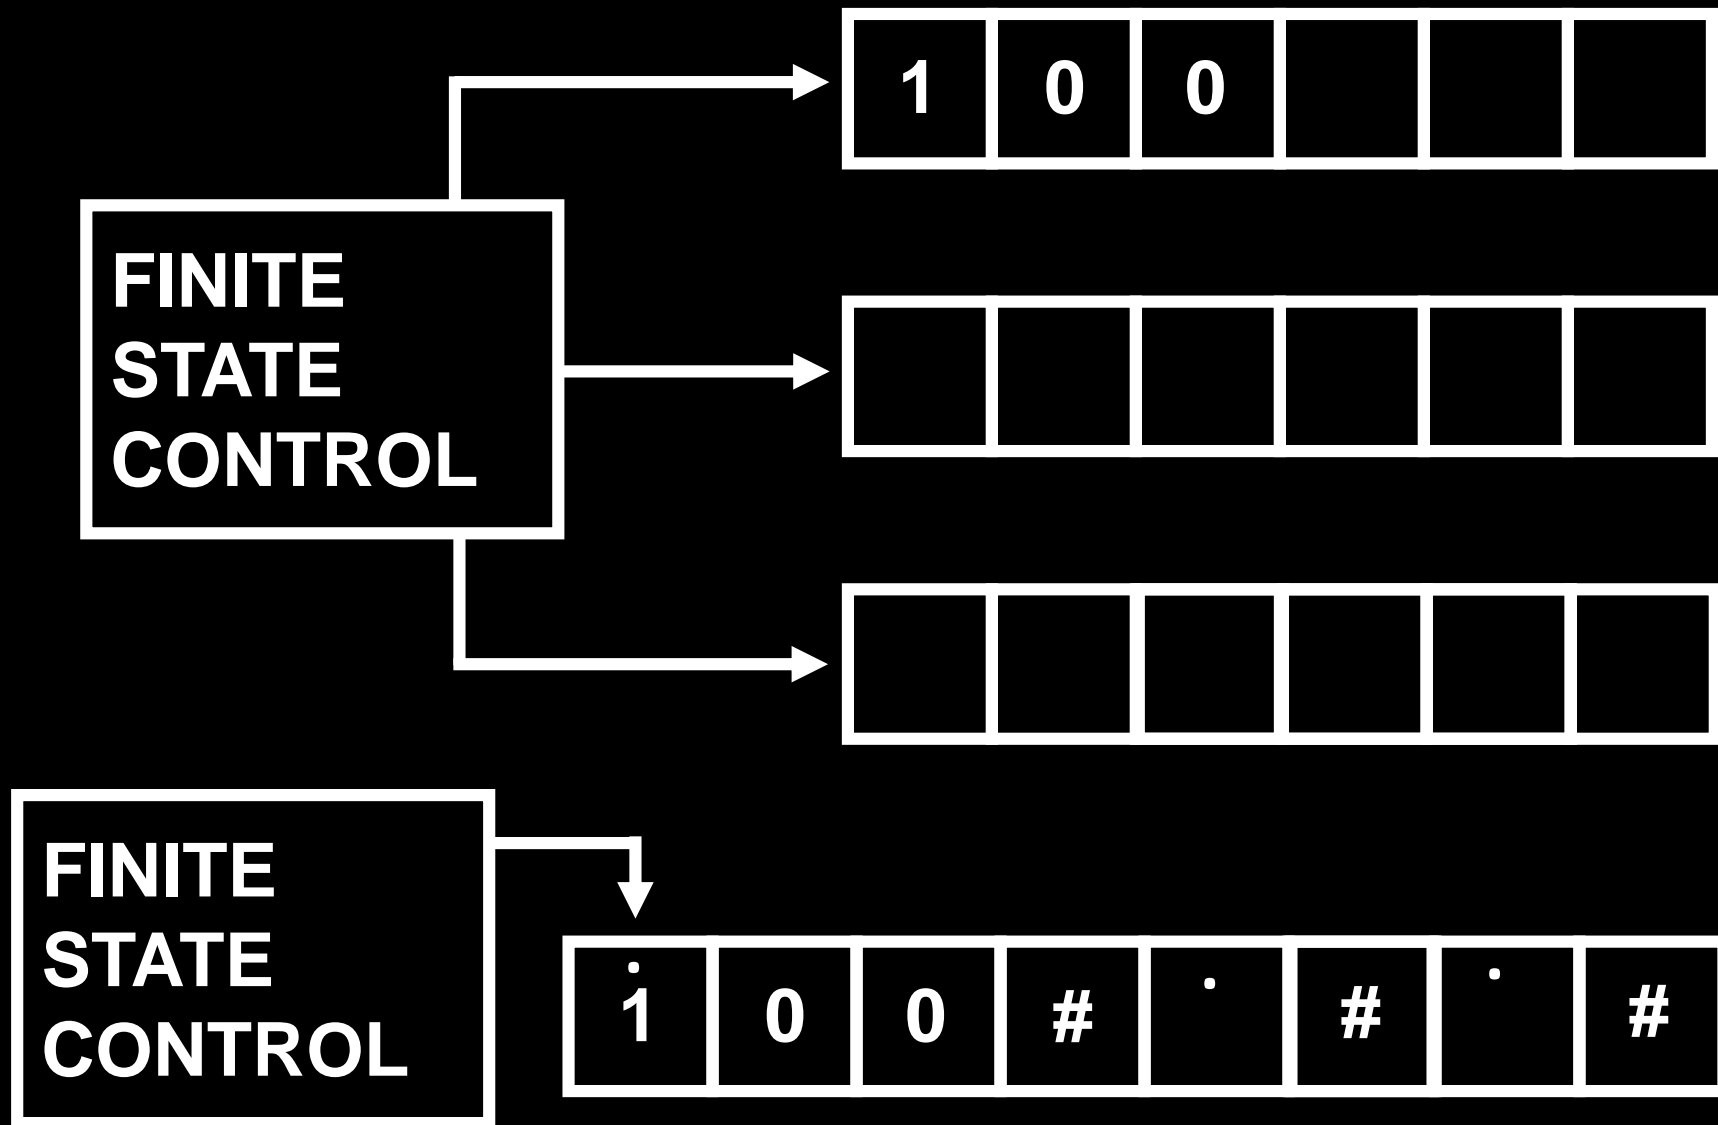 1 0 0
FINITE
STATE
CONTROL
FINITE
STATE
CONTROL
1̇ 0 0 # ˙ # ˙ #